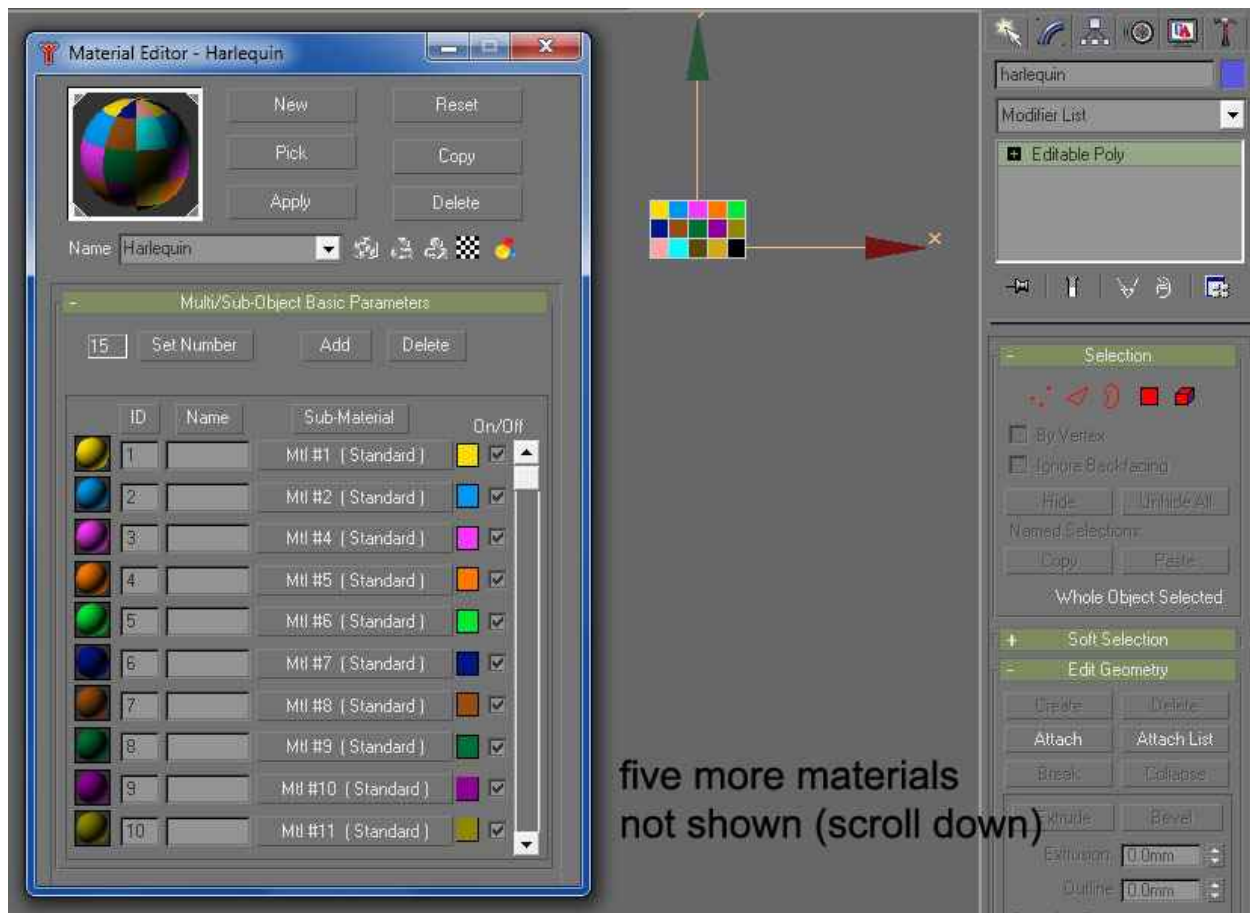 Material Editor - Harlequin
New Reset
Pick Copy
Apply Delete
Name Harlequin
- Multi/Sub-Object Basic Parameters
15 Set Number Add Delete
ID Name Sub-Material On/Off
1 Mtl #1 ( Standard )
2 Mtl #2 ( Standard )
3 Mtl #4 ( Standard )
4 Mtl #5 ( Standard )
5 Mtl #6 ( Standard )
6 Mtl #7 ( Standard )
7 Mtl #8 ( Standard )
8 Mtl #9 ( Standard )
9 Mtl #10 ( Standard )
10 Mtl #11 ( Standard )
x
five more materials
not shown (scroll down)
harlequin
Modifier List
Editable Poly
- Selection
By Vertex
Ignore Backfacing
Hide Unhide All
Named Selections:
Copy Paste
Whole Object Selected
+ Soft Selection
- Edit Geometry
Create Delete
Attach Attach List
Break Collapse
Extrude Bevel
Extrusion: 0.0mm
Outline: 0.0mm